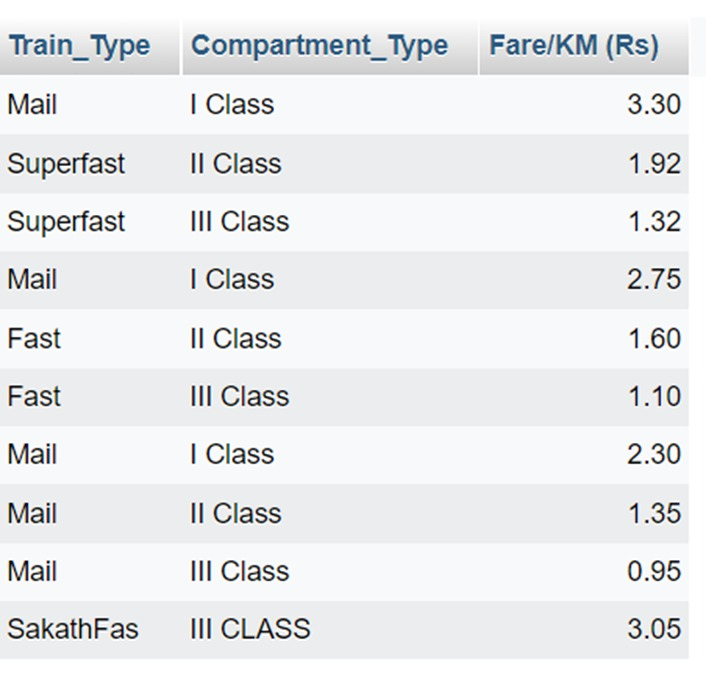 Train_Type Compartment_Type Fare/KM (Rs)
Mail I Class 3.30
Superfast II Class 1.92
Superfast III Class 1.32
Mail I Class 2.75
Fast II Class 1.60
Fast III Class 1.10
Mail I Class 2.30
Mail II Class 1.35
Mail III Class 0.95
SakathFas III CLASS 3.05